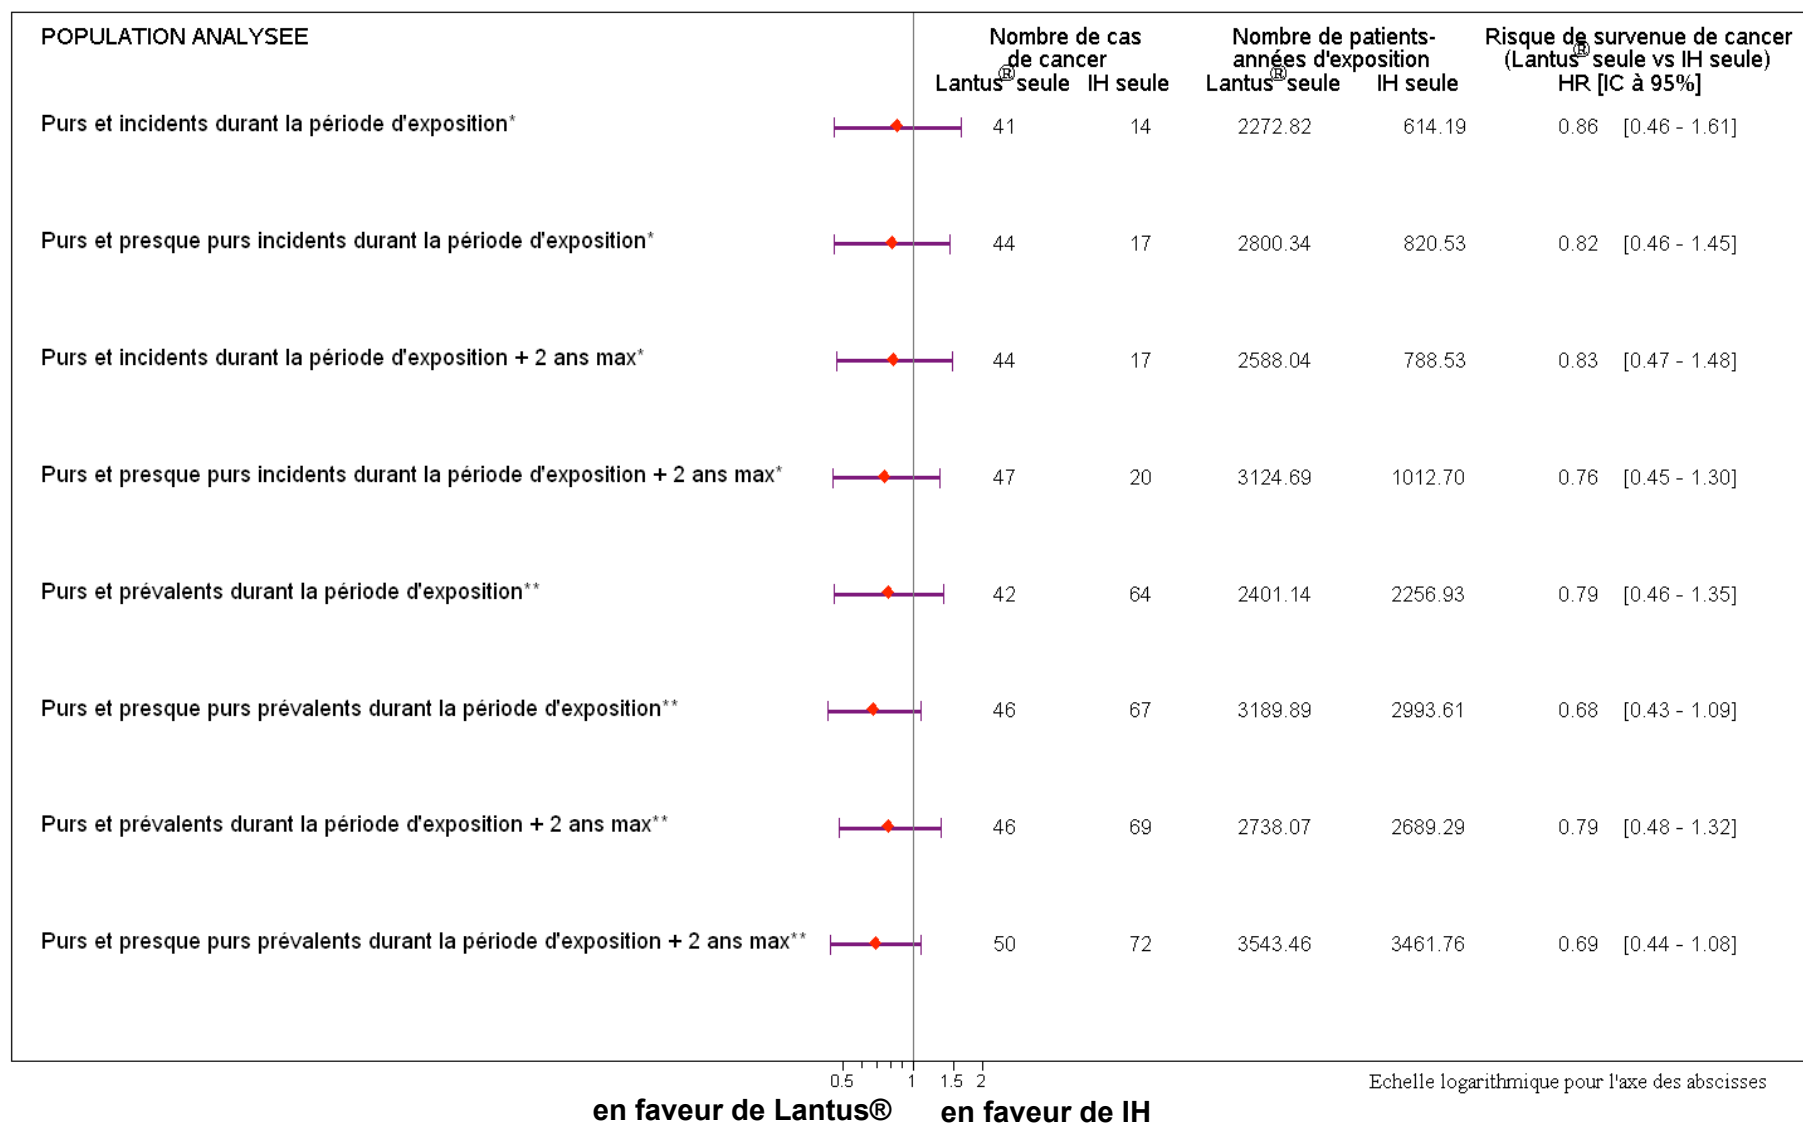 POPULATION ANALYSEE
Nombre de cas
de cancer
Lantus® seule IH seule
Nombre de patients-
années d'exposition
Lantus® seule IH seule
Risque de survenue de cancer
(Lantus® seule vs IH seule)
HR [IC à 95%]
Purs et incidents durant la période d'exposition* 41 14 2272.82 614.19 0.86 [0.46 - 1.61]
Purs et presque purs incidents durant la période d'exposition* 44 17 2800.34 820.53 0.82 [0.46 - 1.45]
Purs et incidents durant la période d'exposition + 2 ans max* 44 17 2588.04 788.53 0.83 [0.47 - 1.48]
Purs et presque purs incidents durant la période d'exposition + 2 ans max* 47 20 3124.69 1012.70 0.76 [0.45 - 1.30]
Purs et prévalents durant la période d'exposition** 42 64 2401.14 2256.93 0.79 [0.46 - 1.35]
Purs et presque purs prévalents durant la période d'exposition** 46 67 3189.89 2993.61 0.68 [0.43 - 1.09]
Purs et prévalents durant la période d'exposition + 2 ans max** 46 69 2738.07 2689.29 0.79 [0.48 - 1.32]
Purs et presque purs prévalents durant la période d'exposition + 2 ans max** 50 72 3543.46 3461.76 0.69 [0.44 - 1.08]
0.5 1 1.5 2
Echelle logarithmique pour l'axe des abscisses
en faveur de Lantus® en faveur de IH